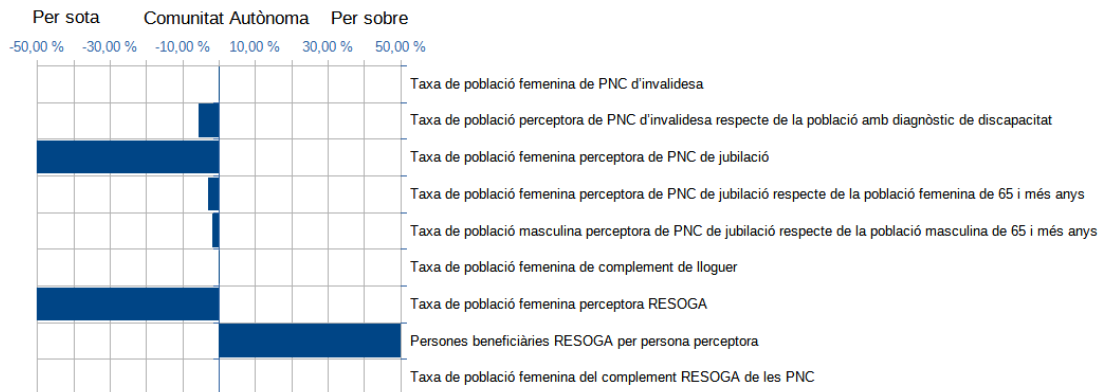 Per sota Comunitat Autònoma Per sobre
-50,00 % -30,00 % -10,00 % 10,00 % 30,00 % 50,00 %
Taxa de població femenina de PNC d'invalidesa
Taxa de població perceptora de PNC d'invalidesa respecte de la població amb diagnòstic de discapacitat
Taxa de població femenina perceptora de PNC de jubilació
Taxa de població femenina perceptora de PNC de jubilació respecte de la població femenina de 65 i més anys
Taxa de població masculina perceptora de PNC de jubilació respecte de la població masculina de 65 i més anys
Taxa de població femenina de complement de lloguer
Taxa de població femenina perceptora RESOGA
Persones beneficiàries RESOGA per persona perceptora
Taxa de població femenina del complement RESOGA de les PNC